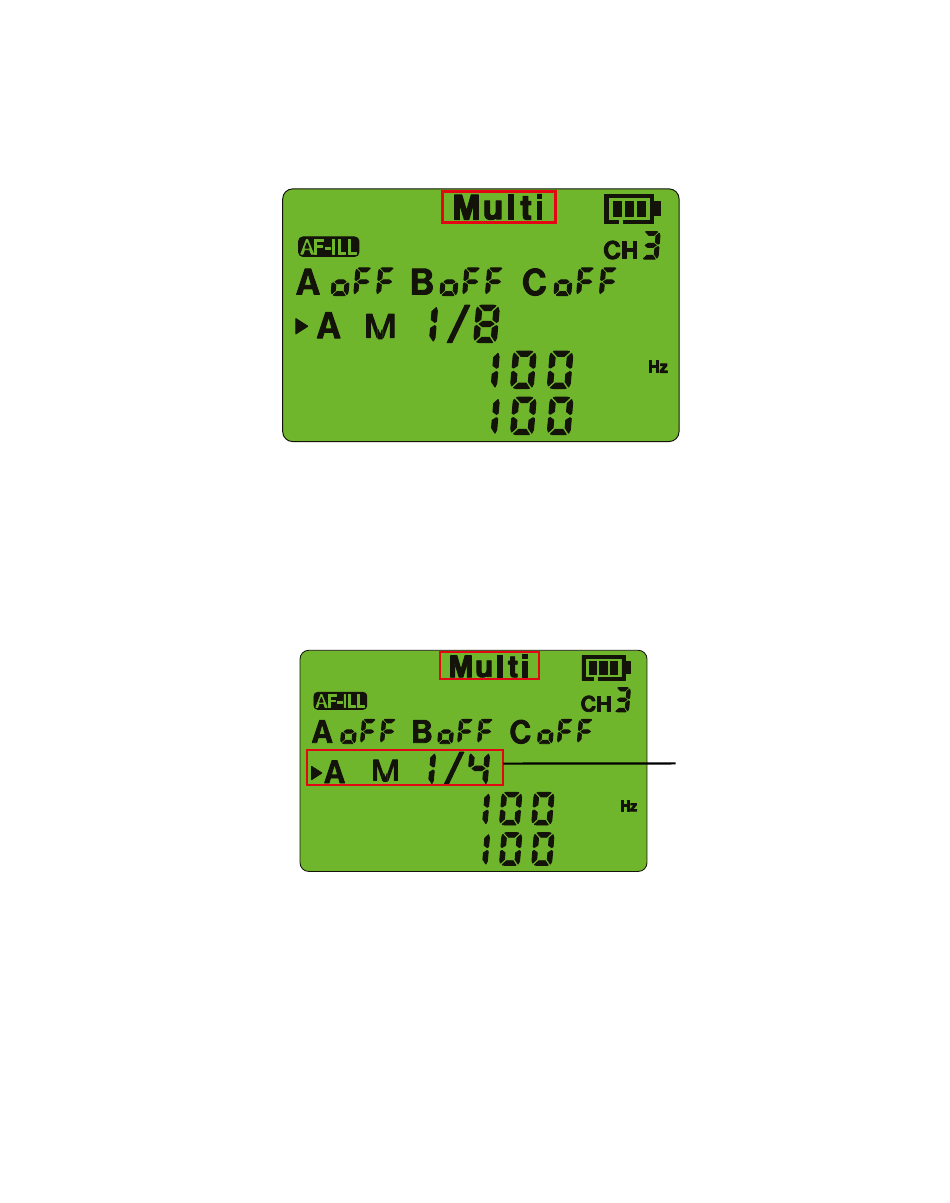 Multi
AF-ILL CH 3
A oFF B oFF C oFF
▶A M 1/8
100 Hz
100
Multi
AF-ILL CH 3
A oFF B oFF C oFF
▶A M 1/4
100 Hz
100